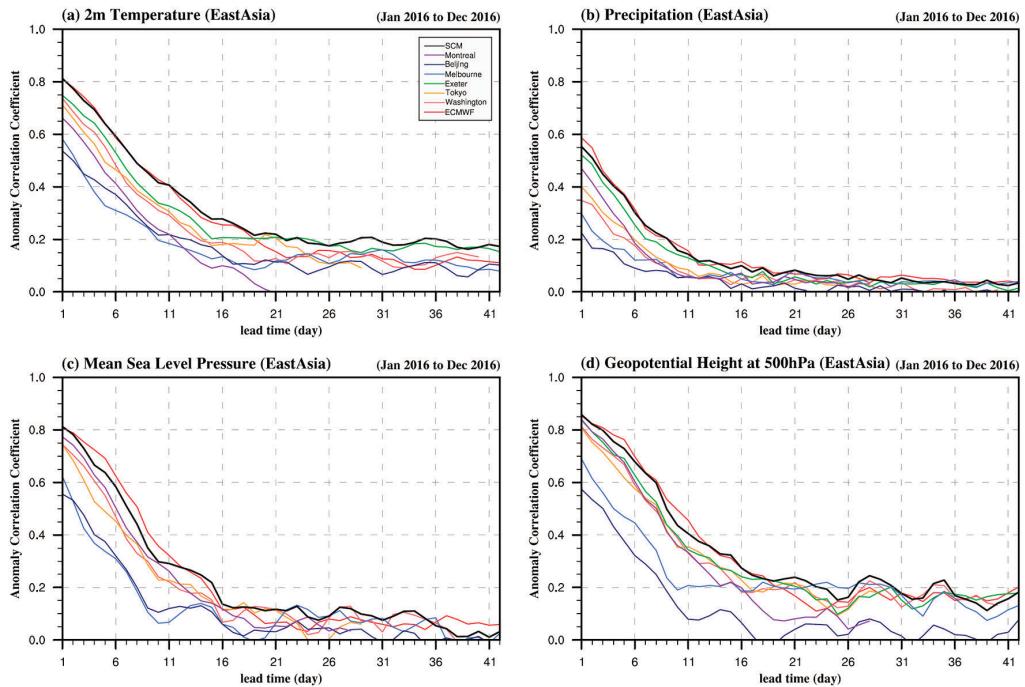 (a) 2m Temperature (EastAsia) (Jan 2016 to Dec 2016)
Anomaly Correlation Coefficient
1.0
0.8
0.6
0.4
0.2
0.0
SCM
Montreal
Beijing
Melbourne
Exeter
Tokyo
Washington
ECMWF
1 6 11 16 21 26 31 36 41
lead time (day)
(b) Precipitation (EastAsia) (Jan 2016 to Dec 2016)
Anomaly Correlation Coefficient
1.0
0.8
0.6
0.4
0.2
0.0
1 6 11 16 21 26 31 36 41
lead time (day)
(c) Mean Sea Level Pressure (EastAsia) (Jan 2016 to Dec 2016)
Anomaly Correlation Coefficient
1.0
0.8
0.6
0.4
0.2
0.0
1 6 11 16 21 26 31 36 41
lead time (day)
(d) Geopotential Height at 500hPa (EastAsia) (Jan 2016 to Dec 2016)
Anomaly Correlation Coefficient
1.0
0.8
0.6
0.4
0.2
0.0
1 6 11 16 21 26 31 36 41
lead time (day)